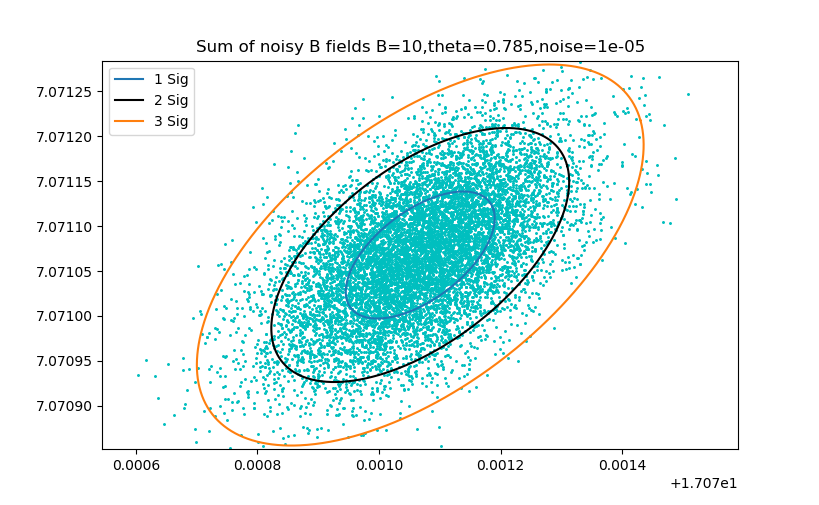 Sum of noisy B fields B=10,theta=0.785,noise=1e-05
1 Sig
2 Sig
3 Sig
7.07125
7.07120
7.07115
7.07110
7.07105
7.07100
7.07095
7.07090
0.0006 0.0008 0.0010 0.0012 0.0014
+1.707e1